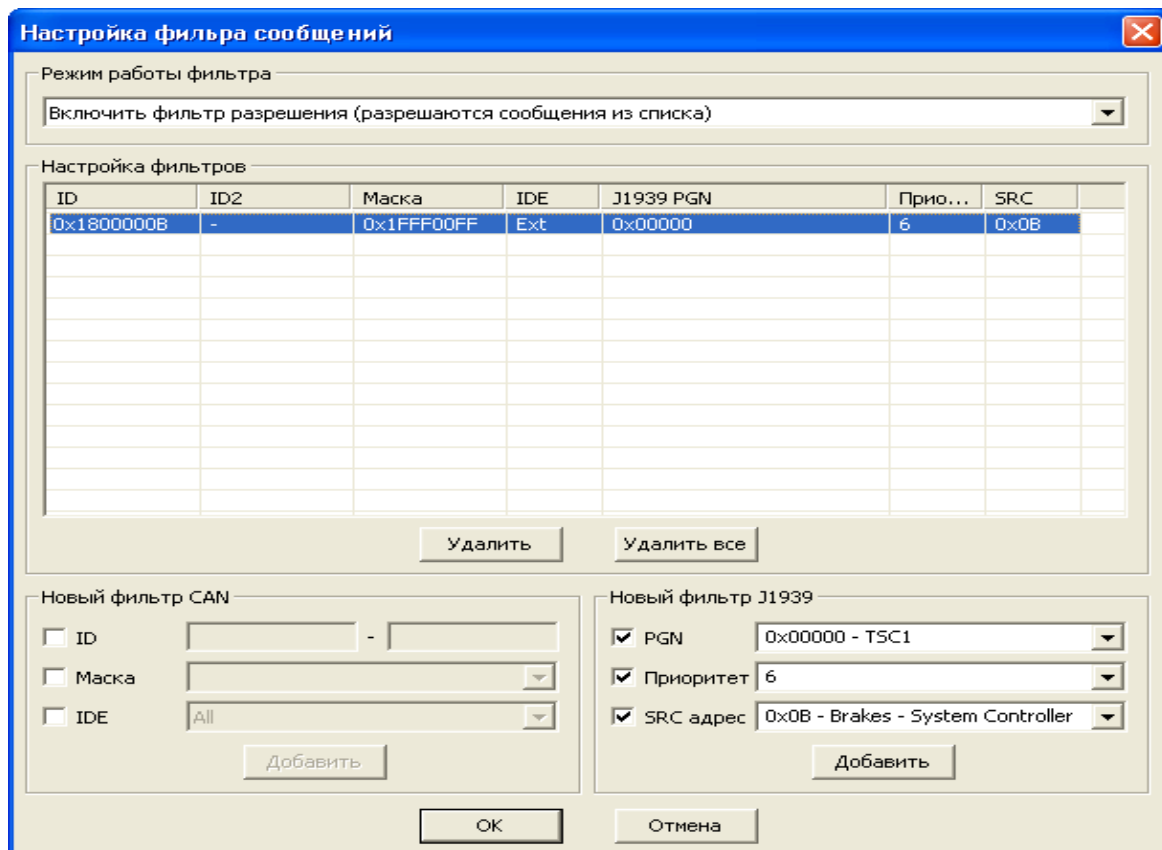 Настройка фильра сообщений
Режим работы фильтра
Включить фильтр разрешения (разрешаются сообщения из списка)
Настройка фильтров
ID ID2 Маска IDE J1939 PGN Прио... SRC
0x1800000B - 0x1FFF00FF Ext 0x00000 6 0x0B
Удалить Удалить все
Новый фильтр CAN
ID -
Маска
IDE All
Добавить
Новый фильтр J1939
PGN 0x00000 - TSC1
Приоритет 6
SRC адрес 0x0B - Brakes - System Controller
Добавить
OK Отмена